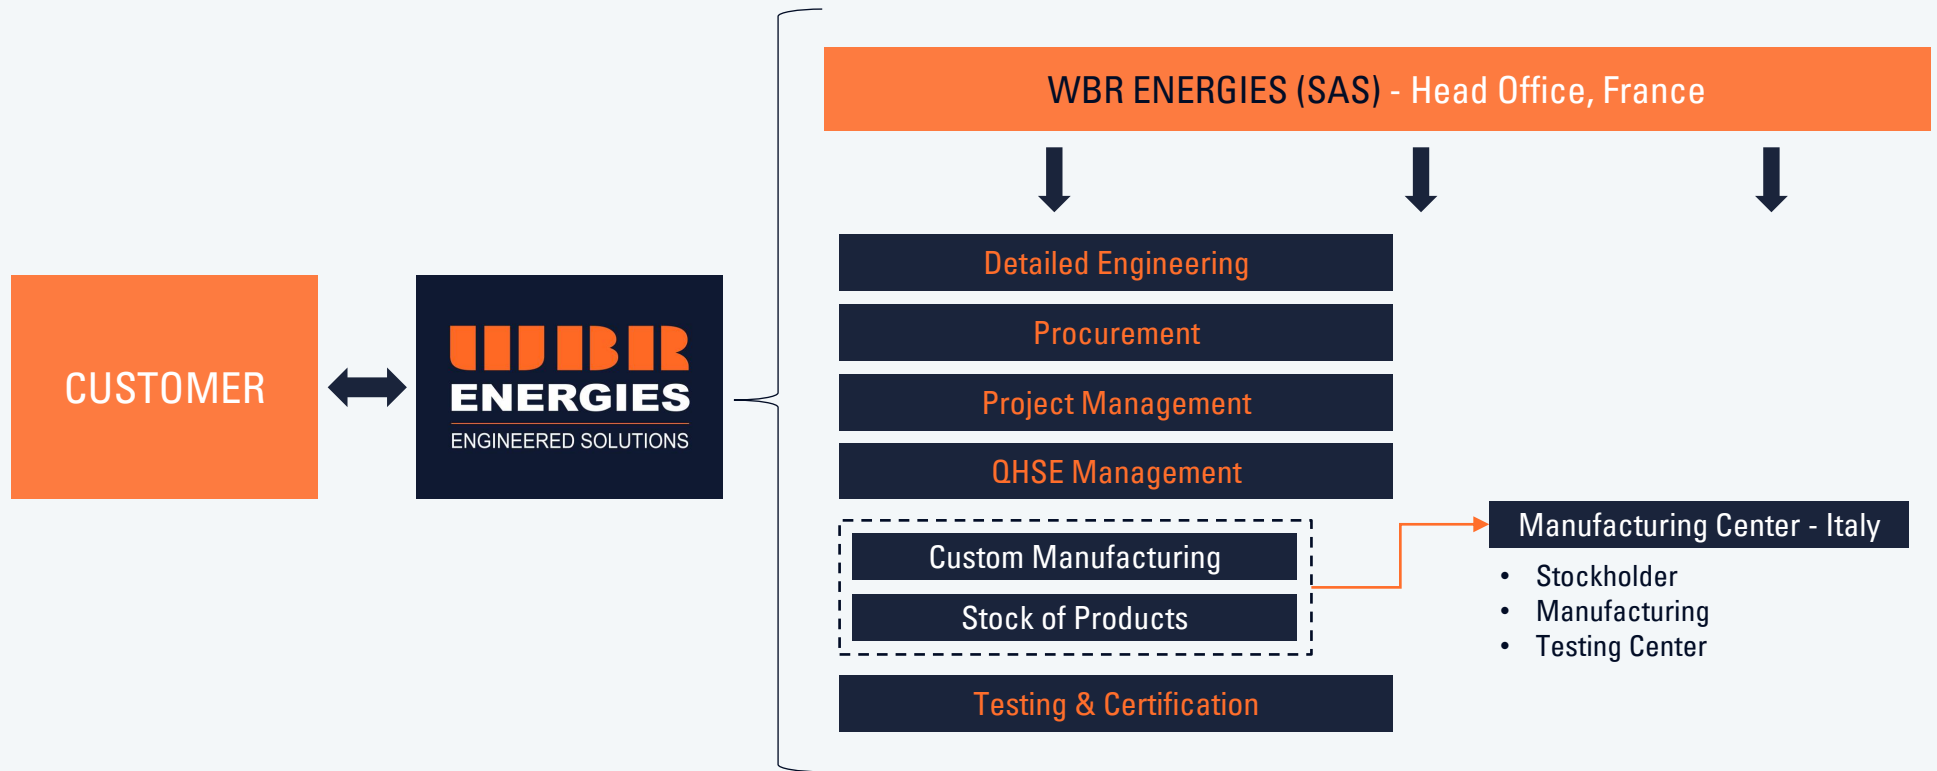 WBR ENERGIES (SAS) - Head Office, France
CUSTOMER
WBR
ENERGIES
ENGINEERED SOLUTIONS
Detailed Engineering
Procurement
Project Management
QHSE Management
Custom Manufacturing
Stock of Products
Testing & Certification
Manufacturing Center - Italy
• Stockholder
• Manufacturing
• Testing Center